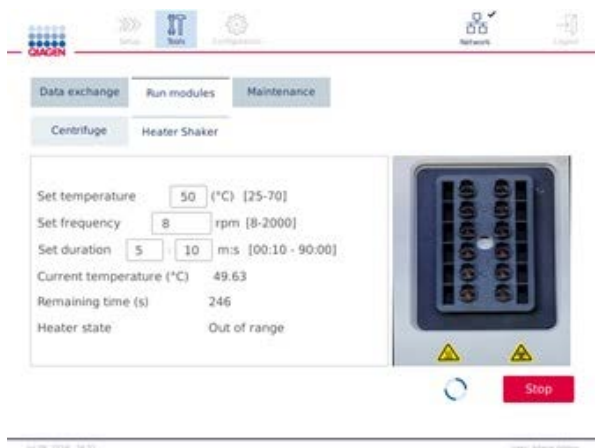 Setup Tools Configuration Network Logout
QIAGEN
Data exchange Run modules Maintenance
Centrifuge Heater Shaker
Set temperature 50 (°C) [25-70]
Set frequency 8 rpm [8-2000]
Set duration 5 : 10 m:s [00:10 - 90:00]
Current temperature (°C) 49.63
Remaining time (s) 246
Heater state Out of range
Stop